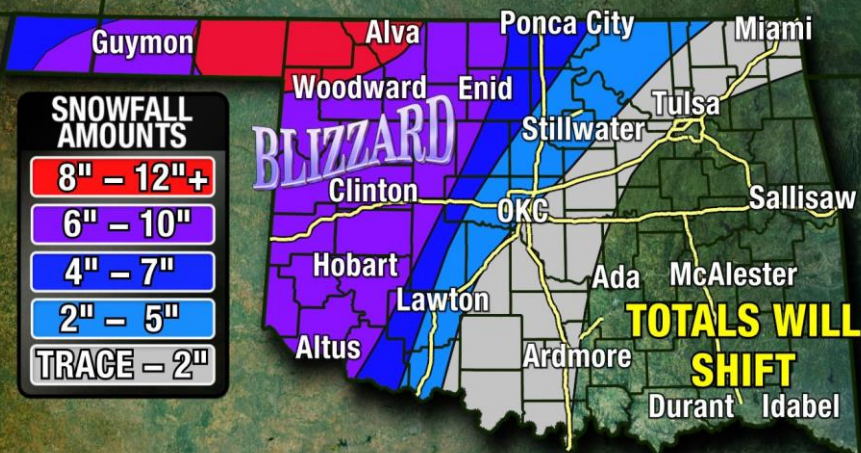 Guymon
Alva
Ponca City
Miami
Woodward
Enid
Tulsa
Stillwater
BLIZZARD
Clinton
OKC
Sallisaw
Hobart
Lawton
Ada
McAlester
Altus
Ardmore
Durant
Idabel
SNOWFALL
AMOUNTS
8" – 12"+
6" – 10"
4" – 7"
2" – 5"
TRACE – 2"
TOTALS WILL
SHIFT